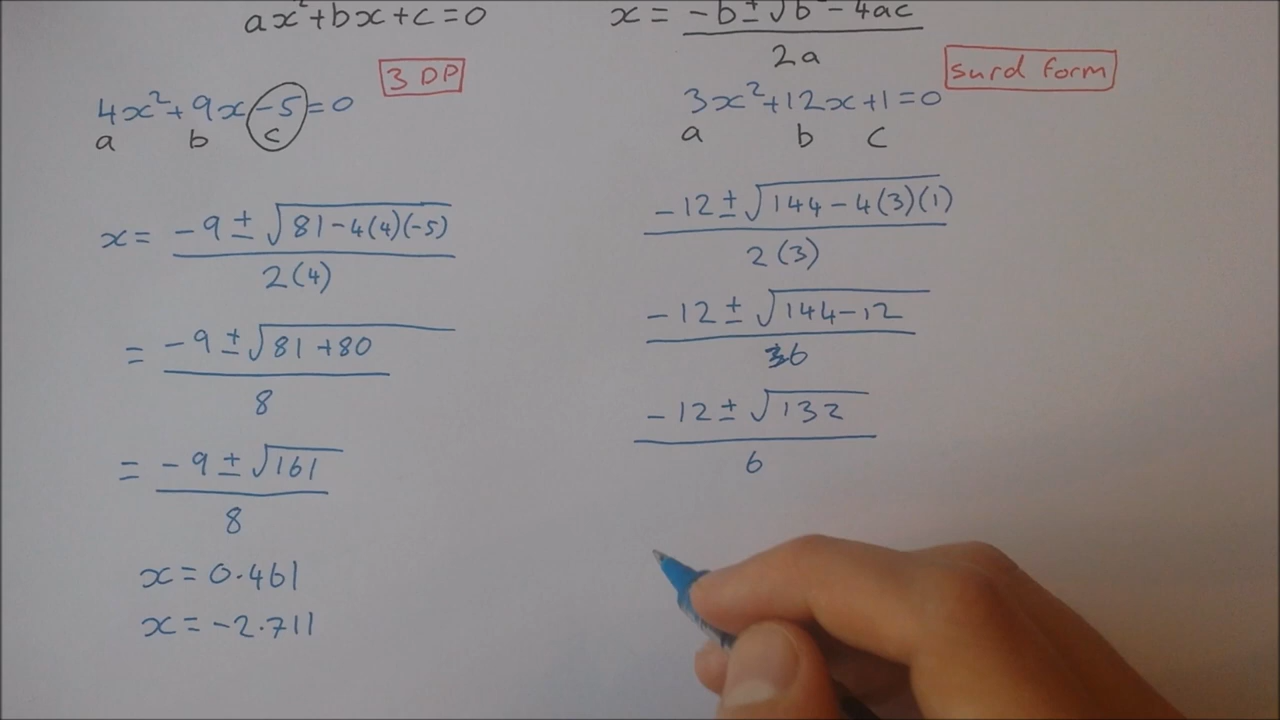 ax²+bx+c=0
x = -b±√b²-4ac
2a
3 DP
4x²+9x-5=0
a b c
x= -9±√81-4(4)(-5)
2(4)
= -9±√81+80
8
= -9±√161
8
x=0.461
x=-2.711
surd form
3x²+12x+1=0
a b c
-12±√144-4(3)(1)
2(3)
-12±√144-12
6
-12±√132
6